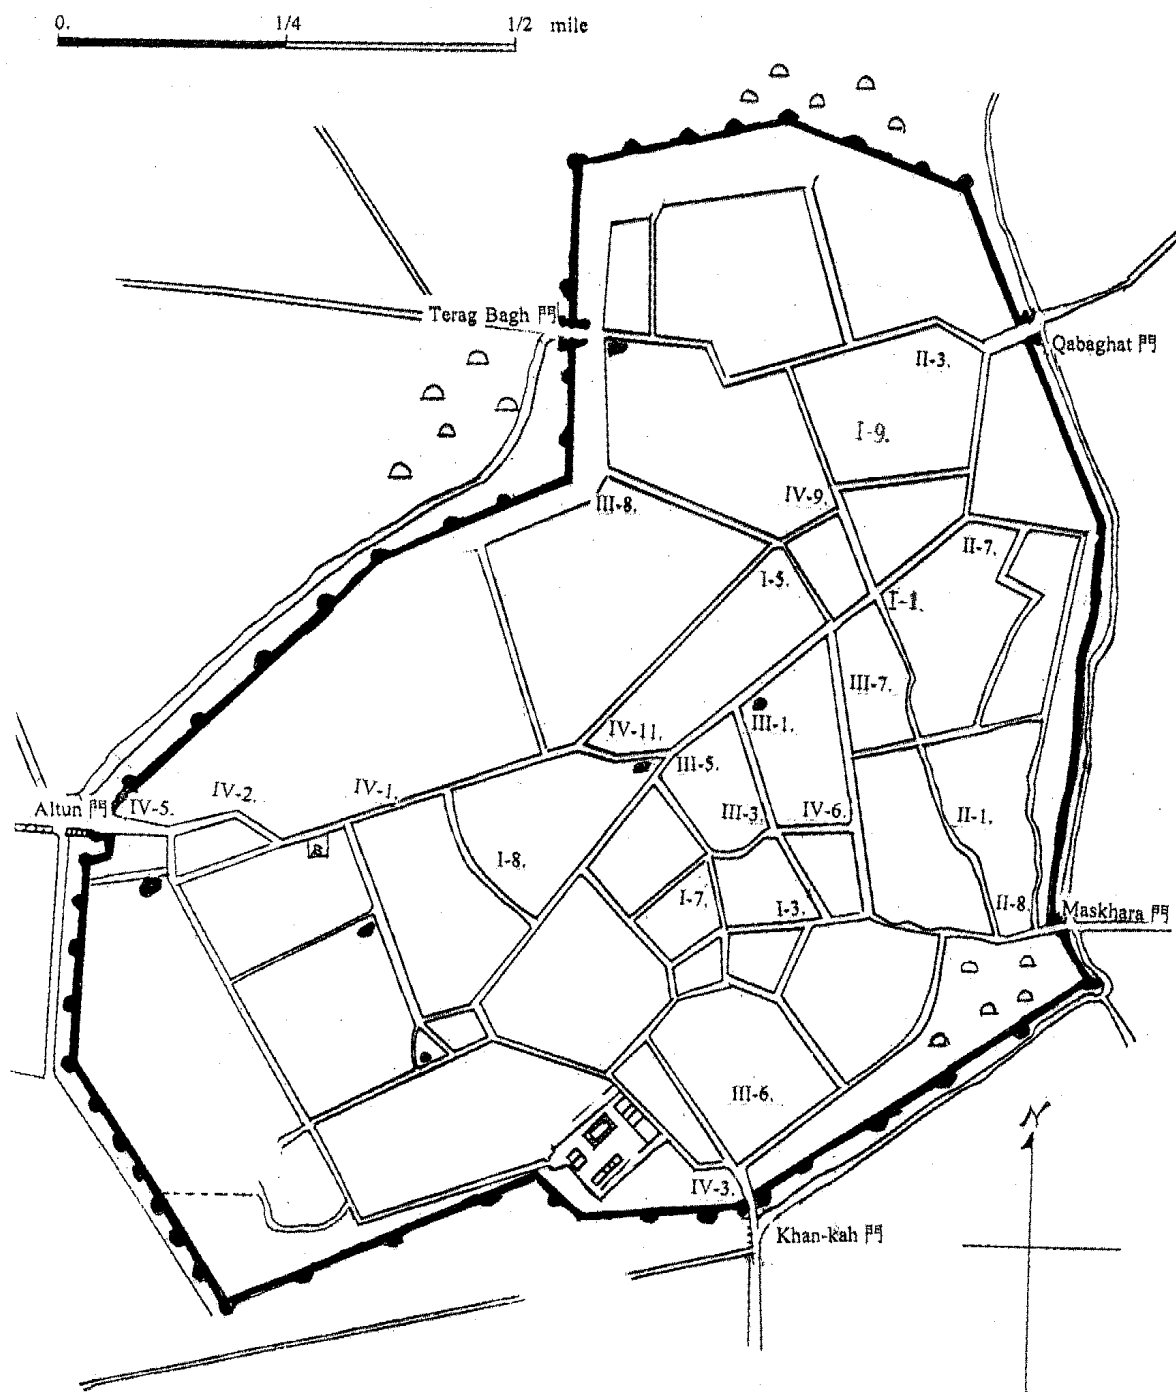 0. 1/4 1/2 mile
Terag Bagh 門
Qabaghat 門
II-3.
I-9.
IV-9.
III-8.
II-7.
I-5.
I-1.
III-7.
III-1.
IV-11.
III-5.
Altun 門
IV-5.
IV-2.
IV-1.
III-3.
IV-6.
II-1.
B
I-8.
I-7.
I-3.
II-8.
Maskhara 門
III-6.
N
IV-3.
Khan-kah 門